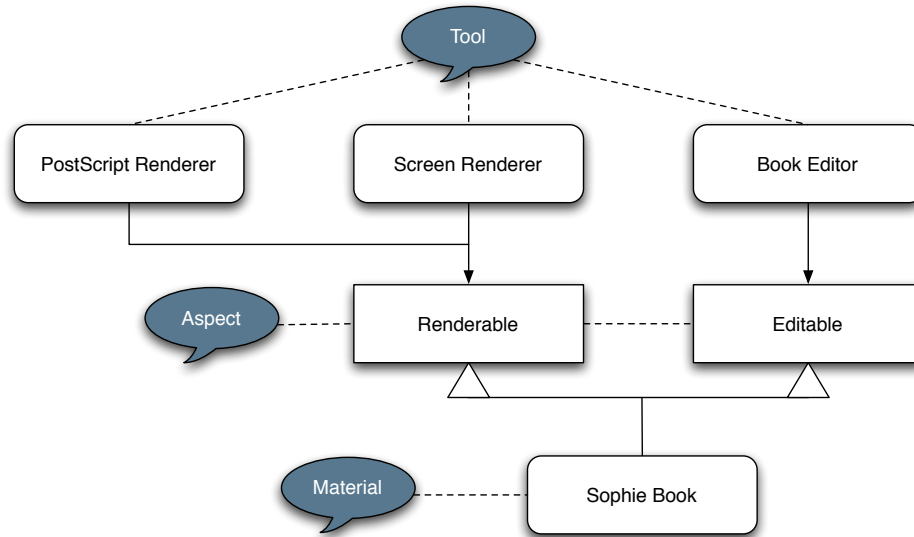 Tool
PostScript Renderer
Screen Renderer
Book Editor
Aspect
Renderable
Editable
Material
Sophie Book